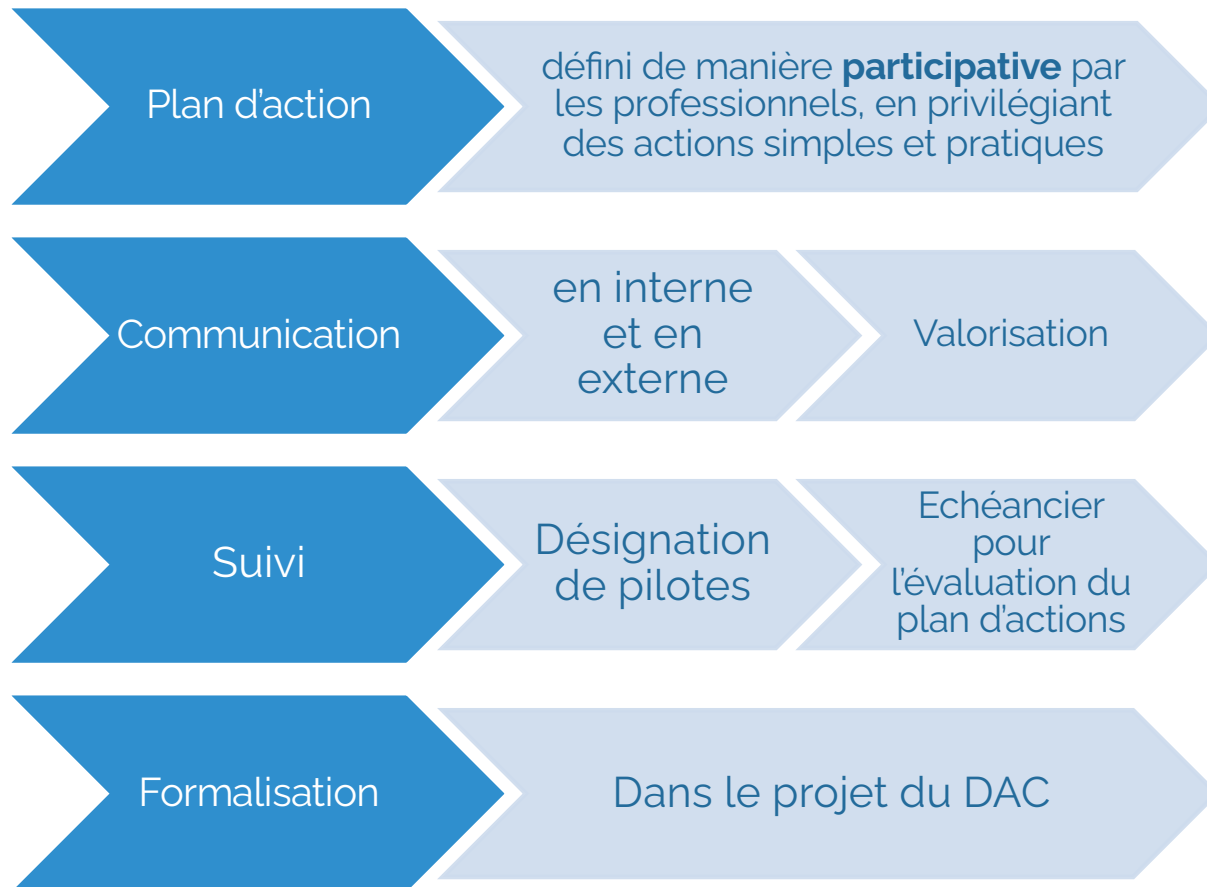 Plan d’action
défini de manière participative par
les professionnels, en privilégiant
des actions simples et pratiques
Communication
en interne
et en
externe
Valorisation
Suivi
Désignation
de pilotes
Echéancier
pour
l’évaluation du
plan d’actions
Formalisation
Dans le projet du DAC